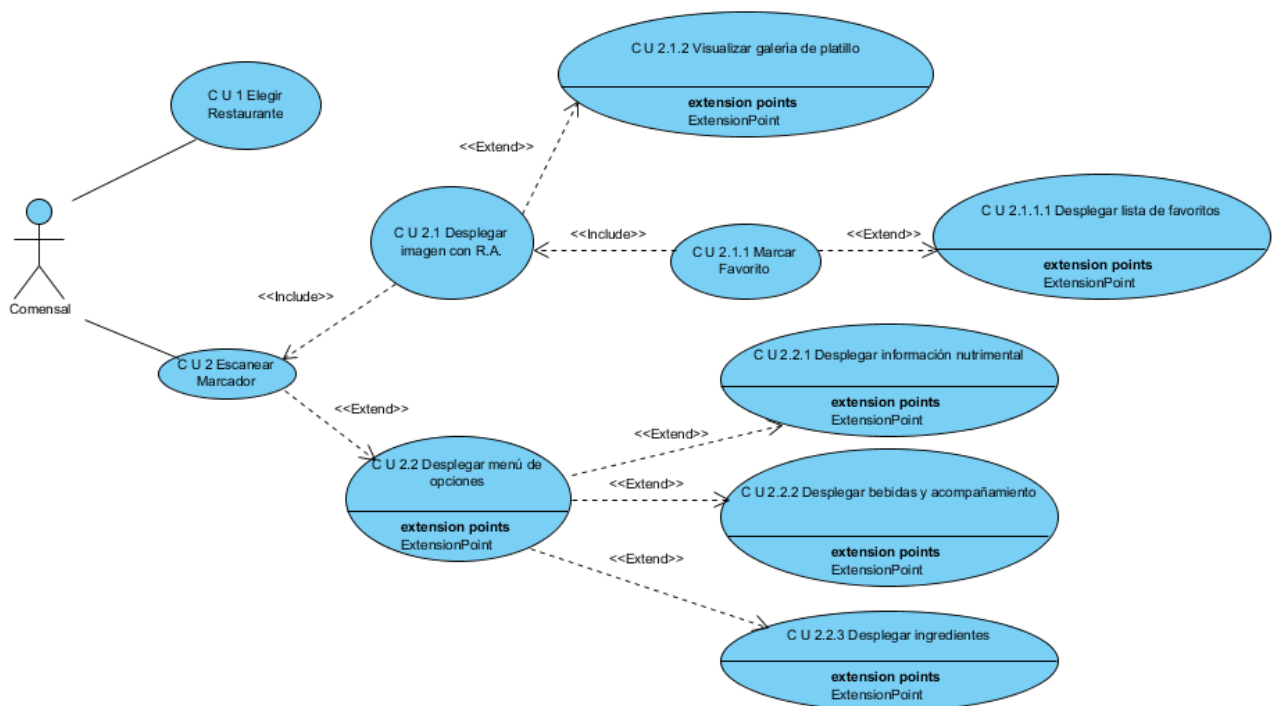 C U 2.1.2 Visualizar galería de platillo
extension points
ExtensionPoint
C U 1 Elegir
Restaurante
<<Extend>>
C U 2.1 Desplegar
imagen con R.A.
<<Include>>
C U 2.1.1 Marcar
Favorito
<<Extend>>
C U 2.1.1.1 Desplegar lista de favoritos
extension points
ExtensionPoint
Comensal
<<Include>>
C U 2 Escanear
Marcador
<<Extend>>
C U 2.2 Desplegar menú de
opciones
extension points
ExtensionPoint
<<Extend>>
C U 2.2.1 Desplegar información nutrimental
extension points
ExtensionPoint
<<Extend>>
C U 2.2.2 Desplegar bebidas y acompañamiento
extension points
ExtensionPoint
<<Extend>>
C U 2.2.3 Desplegar ingredientes
extension points
ExtensionPoint